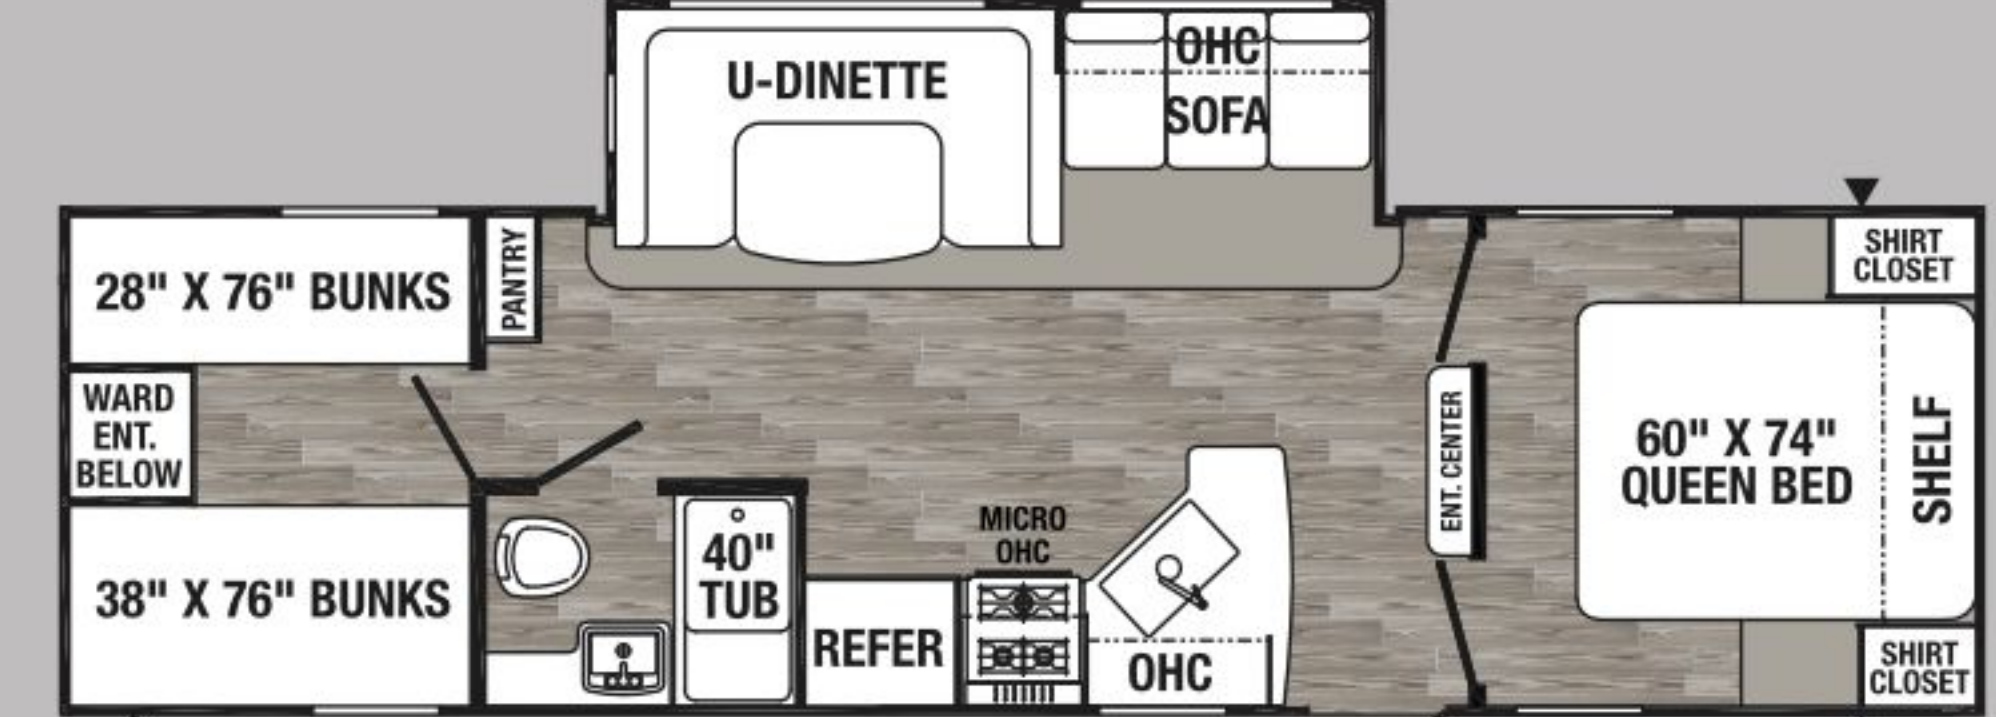 U-DINETTE
OHC
SOFA
28" X 76" BUNKS
PANTRY
SHIRT
CLOSET
WARD
ENT.
BELOW
ENT. CENTER
60" X 74"
QUEEN BED
SHELF
38" X 76" BUNKS
40"
TUB
REFER
MICRO
OHC
OHC
SHIRT
CLOSET